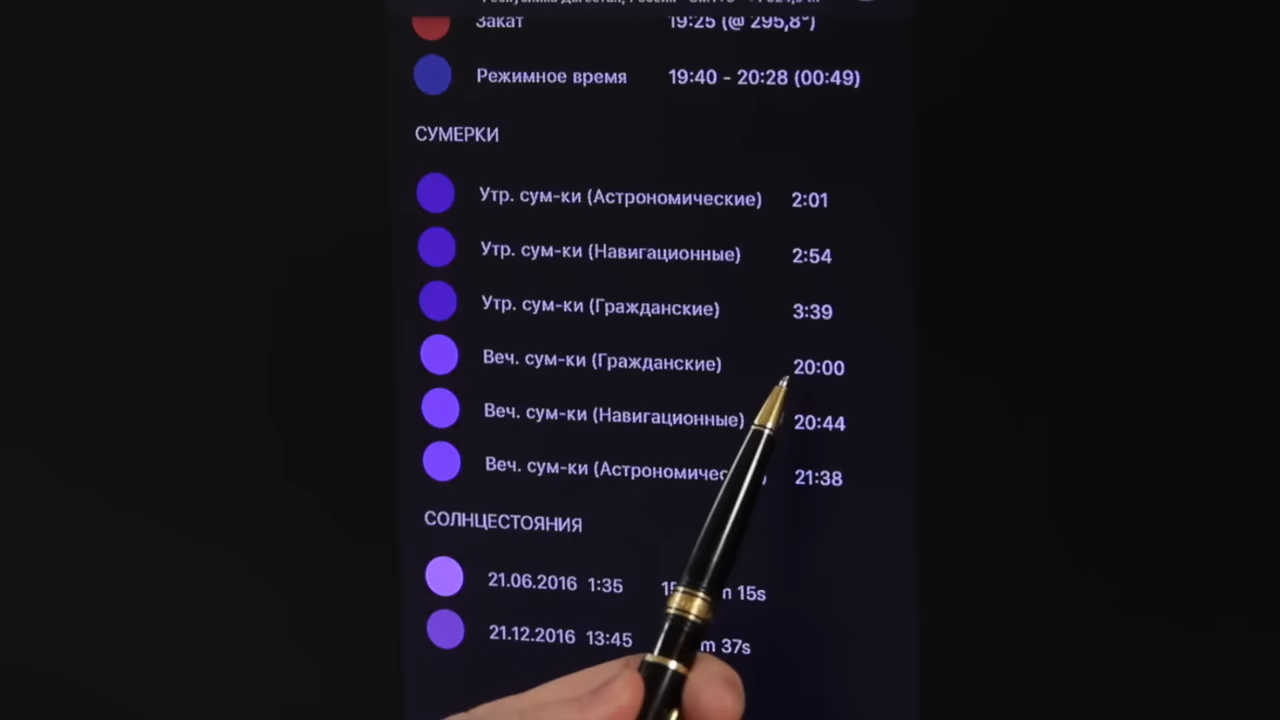 Закат 19:25 (@ 295,8°)
Режимное время 19:40 - 20:28 (00:49)
СУМЕРКИ
Утр. сум-ки (Астрономические) 2:01
Утр. сум-ки (Навигационные) 2:54
Утр. сум-ки (Гражданские) 3:39
Веч. сум-ки (Гражданские) 20:00
Веч. сум-ки (Навигационные) 20:44
Веч. сум-ки 21:38
СОЛНЦЕСТОЯНИЯ
21.06.2016 1:35 15s
21.12.2016 13:45 37s